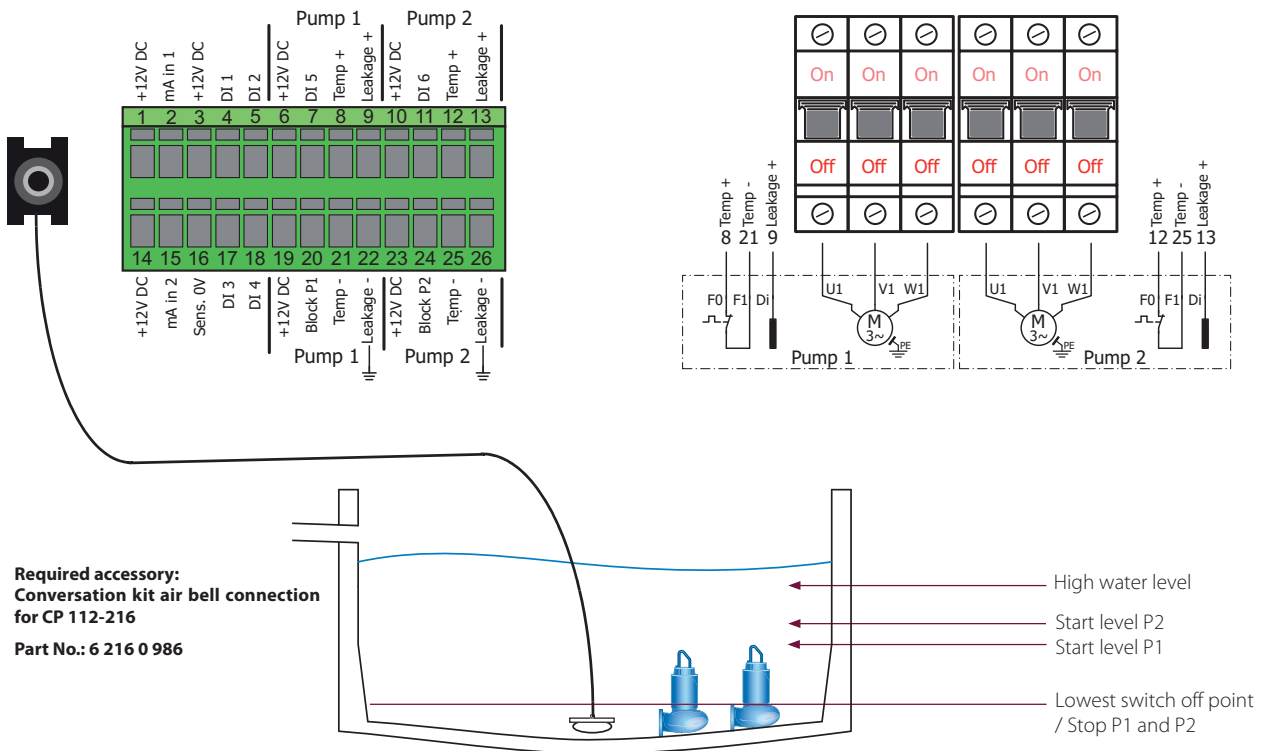 Pump 1
Pump 2
+12V DC
mA in 1
+12V DC
DI 1
DI 2
+12V DC
DI 5
Temp +
Leakage +
+12V DC
DI 6
Temp +
Leakage +
1 2 3 4 5 6 7 8 9 10 11 12 13
14 15 16 17 18 19 20 21 22 23 24 25 26
+12V DC
mA in 2
Sens. 0V
DI 3
DI 4
+12V DC
Block P1
Temp -
Leakage -
+12V DC
Block P2
Temp -
Leakage -
Pump 1
Pump 2
On On On On On On
Off Off Off Off Off Off
Temp +
Temp -
Leakage +
8 21 9
Temp +
Temp -
Leakage +
12 25 13
F0 F1 Di
U1 V1 W1
M
3~
PE
Pump 1
U1 V1 W1
M
3~
PE
F0 F1 Di
Pump 2
Required accessory:
Conversation kit air bell connection
for CP 112-216
Part No.: 6 216 0 986
High water level
Start level P2
Start level P1
Lowest switch off point
/ Stop P1 and P2